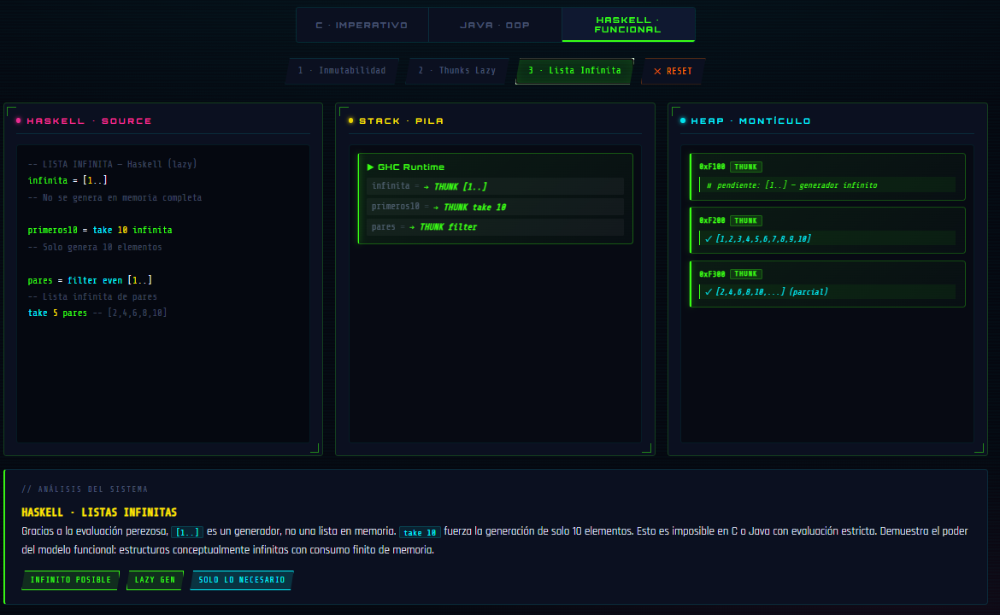 C · IMPERATIVO
JAVA · OOP
HASKELL ·
FUNCIONAL
1 · Inmutabilidad
2 · Thunks Lazy
3 · Lista Infinita
✕ RESET
HASKELL · SOURCE
-- LISTA INFINITA — Haskell (lazy)
infinita = [1..]
-- No se genera en memoria completa
primeros10 = take 10 infinita
-- Solo genera 10 elementos
pares = filter even [1..]
-- Lista infinita de pares
take 5 pares -- [2,4,6,8,10]
STACK · PILA
▶ GHC Runtime
infinita = → THUNK [1..]
primeros10 = → THUNK take 10
pares = → THUNK filter
HEAP · MONTÍCULO
0xF100 THUNK
⏸ pendiente: [1..] — generador infinito
0xF200 THUNK
✓ [1,2,3,4,5,6,7,8,9,10]
0xF300 THUNK
✓ [2,4,6,8,10,...] (parcial)
// ANÁLISIS DEL SISTEMA
HASKELL · LISTAS INFINITAS
Gracias a la evaluación perezosa, [1..] es un generador, no una lista en memoria. take 10 fuerza la generación de solo 10 elementos. Esto es imposible en C o Java con evaluación estricta. Demuestra el poder
del modelo funcional: estructuras conceptualmente infinitas con consumo finito de memoria.
INFINITO POSIBLE
LAZY GEN
SOLO LO NECESARIO